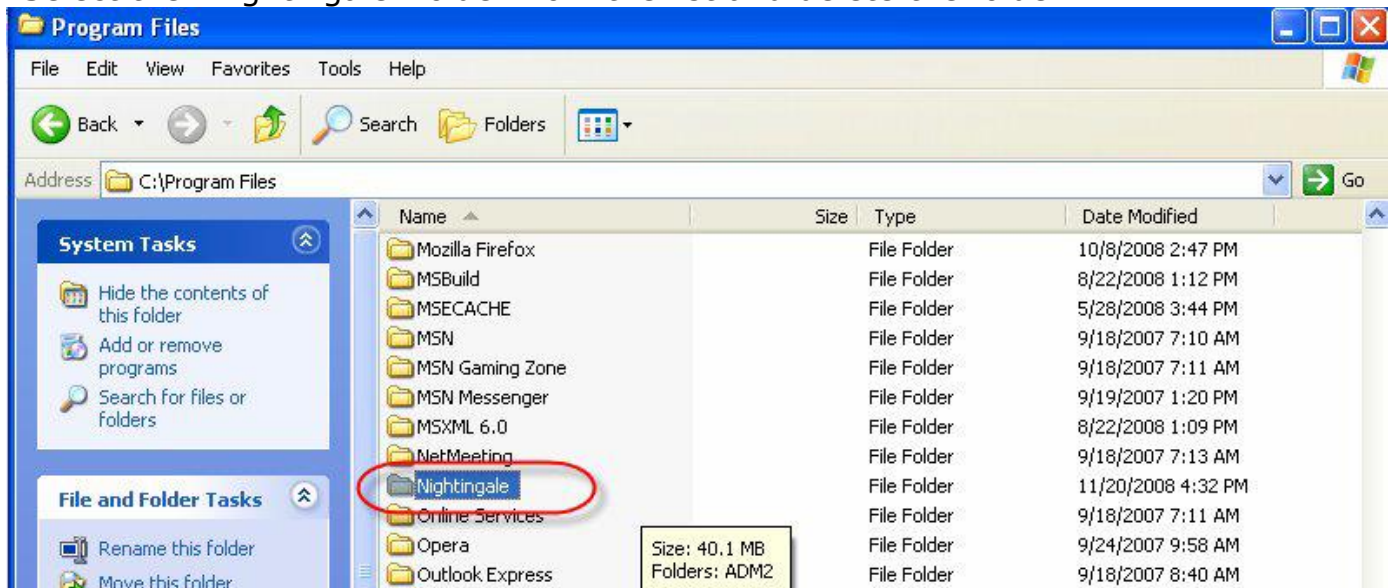 Program Files
File Edit View Favorites Tools Help
Back Search Folders
Address C:\Program Files Go
Name Size Type Date Modified
System Tasks
Hide the contents of
this folder
Add or remove
programs
Search for files or
folders
File and Folder Tasks
Rename this folder
Move this folder
Mozilla Firefox File Folder 10/8/2008 2:47 PM
MSBuild File Folder 8/22/2008 1:12 PM
MSECACHE File Folder 5/28/2008 3:44 PM
MSN File Folder 9/18/2007 7:10 AM
MSN Gaming Zone File Folder 9/18/2007 7:11 AM
MSN Messenger File Folder 9/19/2007 1:20 PM
MSXML 6.0 File Folder 8/22/2008 1:09 PM
NetMeeting File Folder 9/18/2007 7:13 AM
Nightingale File Folder 11/20/2008 4:32 PM
Online Services File Folder 9/18/2007 7:11 AM
Opera File Folder 9/24/2007 9:58 AM
Outlook Express File Folder 9/18/2007 8:40 AM
Size: 40.1 MB
Folders: ADM2